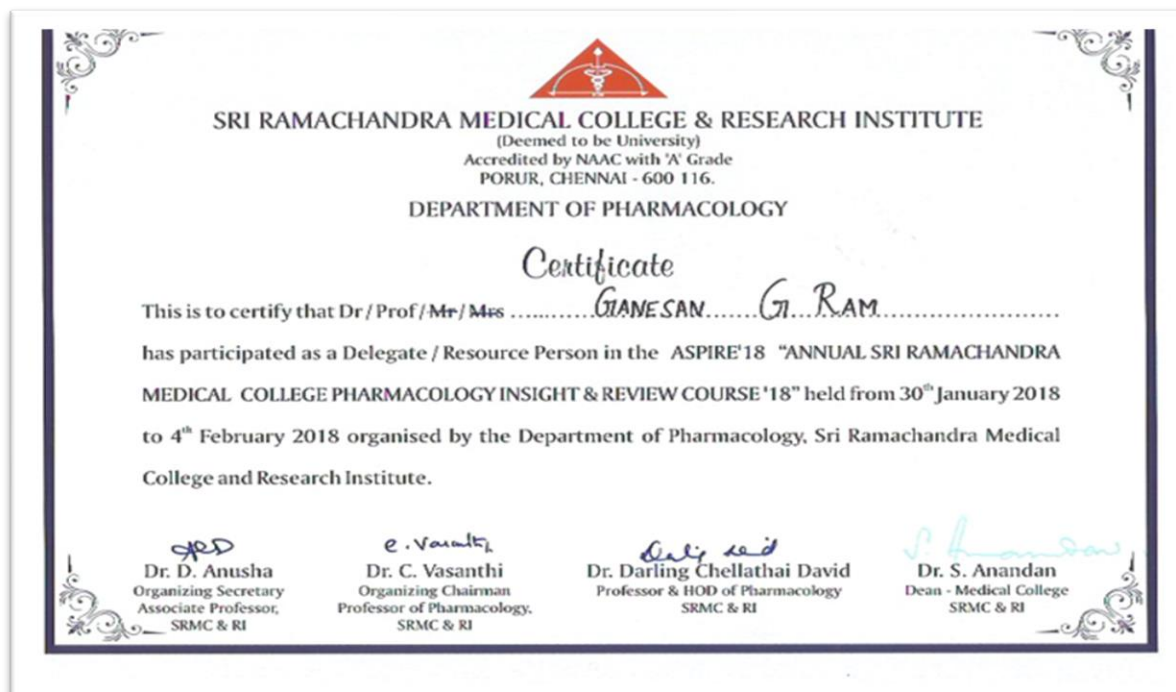 SRI RAMACHANDRA MEDICAL COLLEGE & RESEARCH INSTITUTE
(Deemed to be University)
Accredited by NAAC with 'A' Grade
PORUR, CHENNAI - 600 116.
DEPARTMENT OF PHARMACOLOGY
Certificate
This is to certify that Dr / Prof / Mr / Mrs ............... GANESAN ....... G. RAM ..............................
has participated as a Delegate / Resource Person in the ASPIRE'18 "ANNUAL SRI RAMACHANDRA
MEDICAL COLLEGE PHARMACOLOGY INSIGHT & REVIEW COURSE '18" held from 30th January 2018
to 4th February 2018 organised by the Department of Pharmacology, Sri Ramachandra Medical
College and Research Institute.
C. Vasanthi
S. Anandan
Dr. D. Anusha
Organizing Secretary
Associate Professor,
SRMC & RI
Dr. C. Vasanthi
Organizing Chairman
Professor of Pharmacology.
SRMC & RI
Dr. Darling Chellathai David
Professor & HOD of Pharmacology
SRMC & RI
Dr. S. Anandan
Dean - Medical College
SRMC & RI